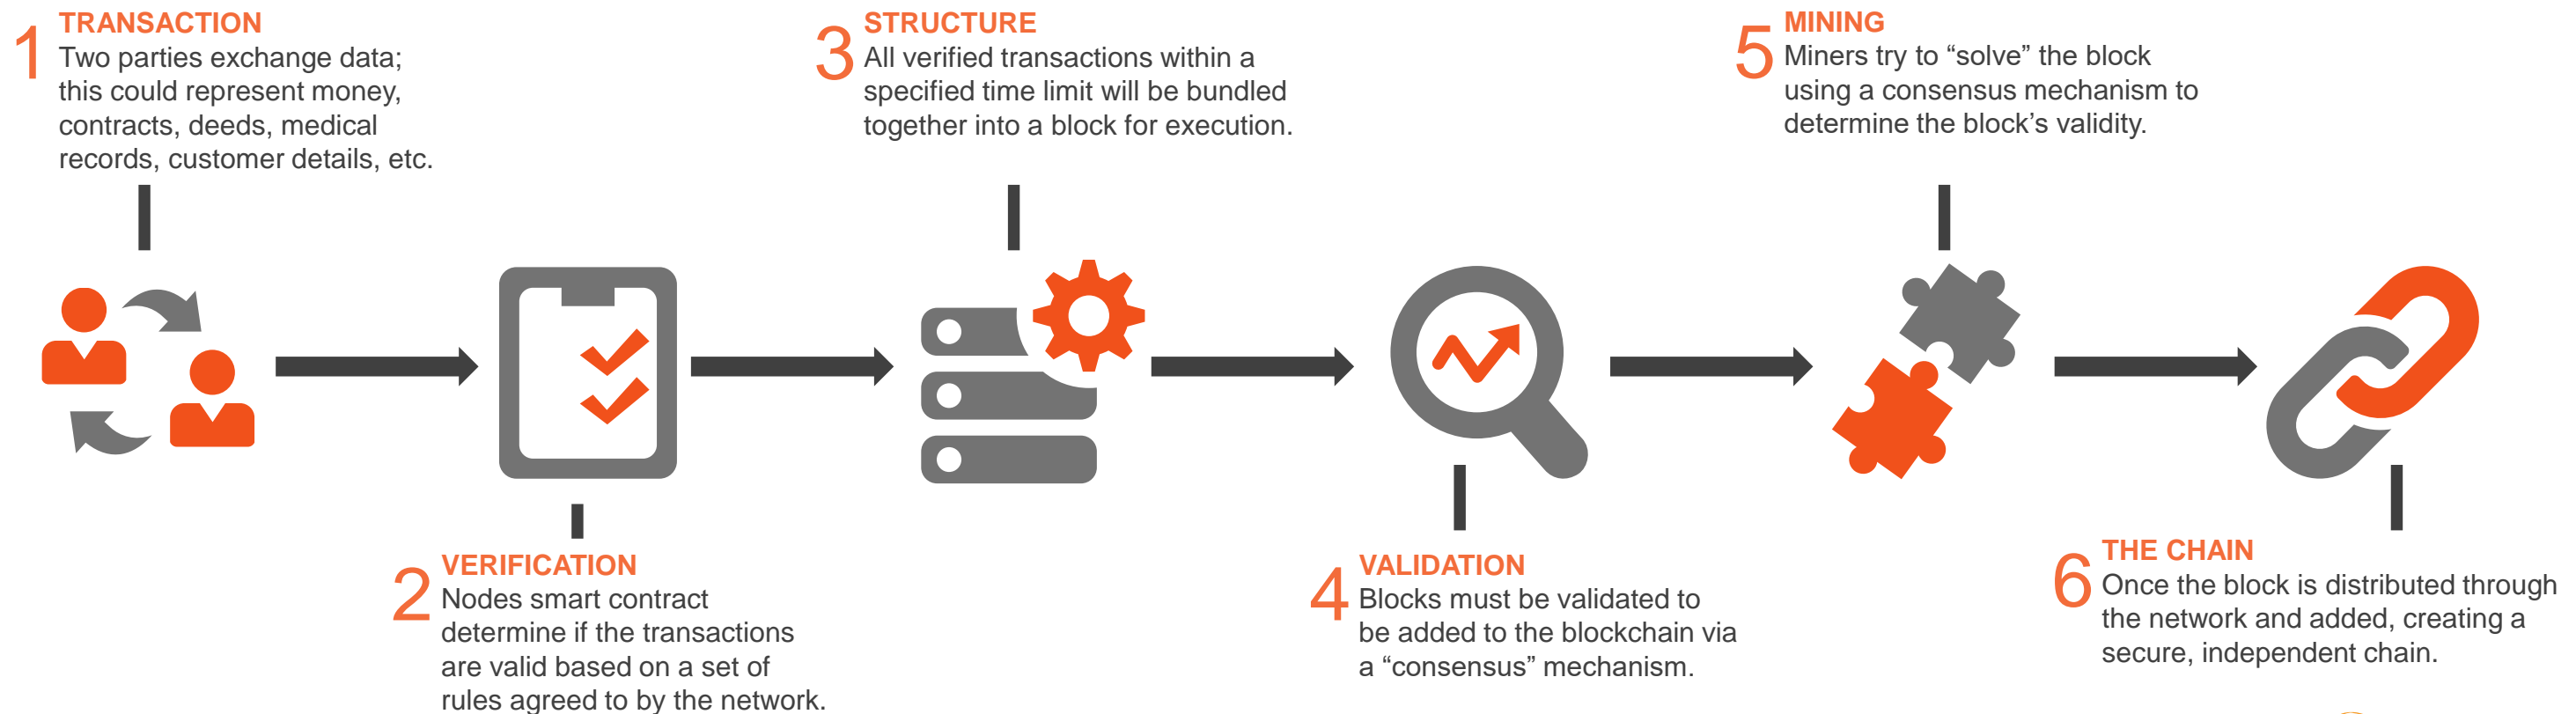 1
TRANSACTION
Two parties exchange data;
this could represent money,
contracts, deeds, medical
records, customer details, etc.
2
VERIFICATION
Nodes smart contract
determine if the transactions
are valid based on a set of
rules agreed to by the network.
3
STRUCTURE
All verified transactions within a
specified time limit will be bundled
together into a block for execution.
4
VALIDATION
Blocks must be validated to
be added to the blockchain via
a “consensus” mechanism.
5
MINING
Miners try to “solve” the block
using a consensus mechanism to
determine the block’s validity.
6
THE CHAIN
Once the block is distributed through
the network and added, creating a
secure, independent chain.